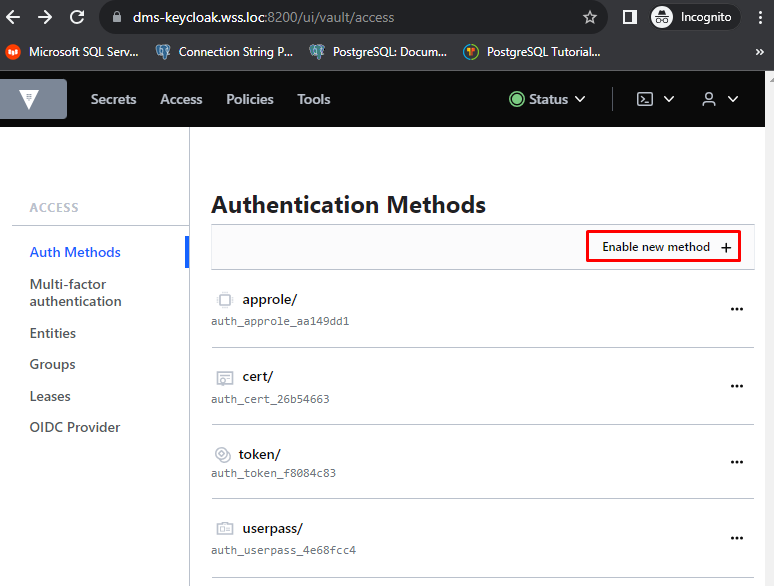 dms-keycloak.wss.loc:8200/ui/vault/access
Incognito
Microsoft SQL Serv... Connection String P... PostgreSQL: Docum... PostgreSQL Tutorial... »
Secrets Access Policies Tools Status
ACCESS
Auth Methods
Multi-factor
authentication
Entities
Groups
Leases
OIDC Provider
Authentication Methods
Enable new method +
approle/
auth_approle_aa149dd1
cert/
auth_cert_26b54663
token/
auth_token_f8084c83
userpass/
auth_userpass_4e68fcc4